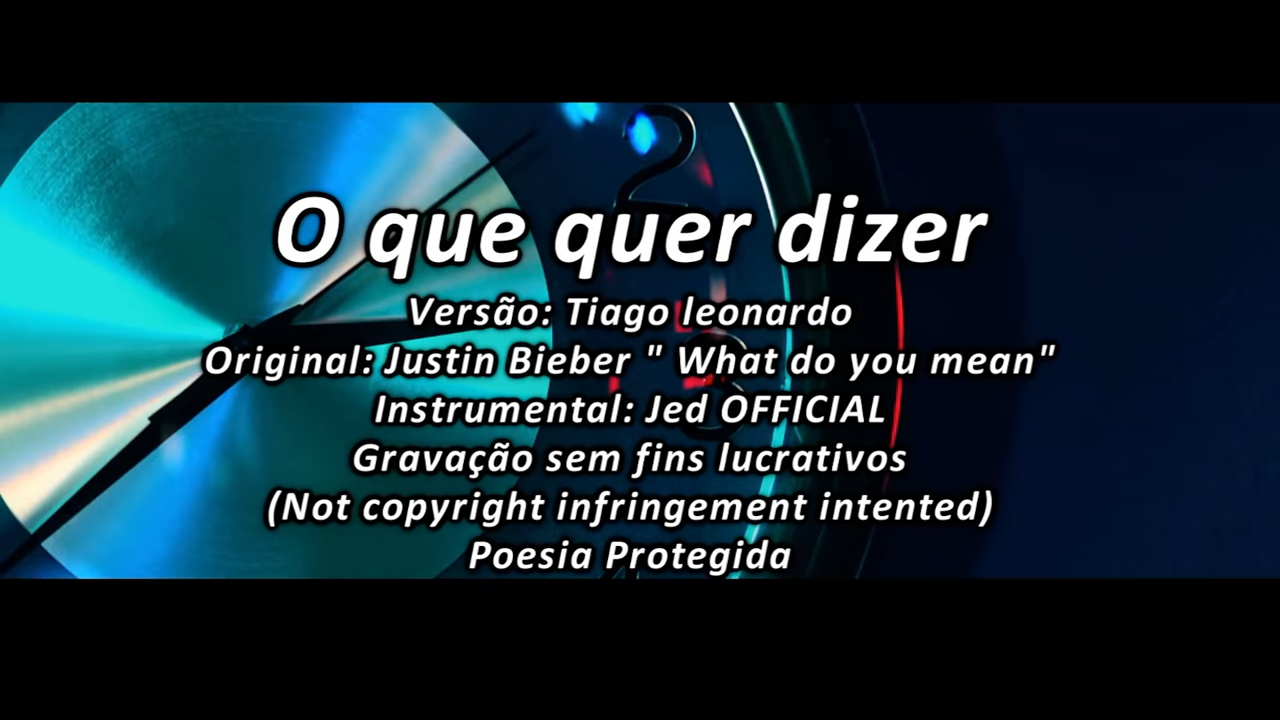 2
O que quer dizer
Versão: Tiago leonardo
Original: Justin Bieber " What do you mean"
Instrumental: Jed OFFICIAL
Gravação sem fins lucrativos
(Not copyright infringement intented)
Poesia Protegida